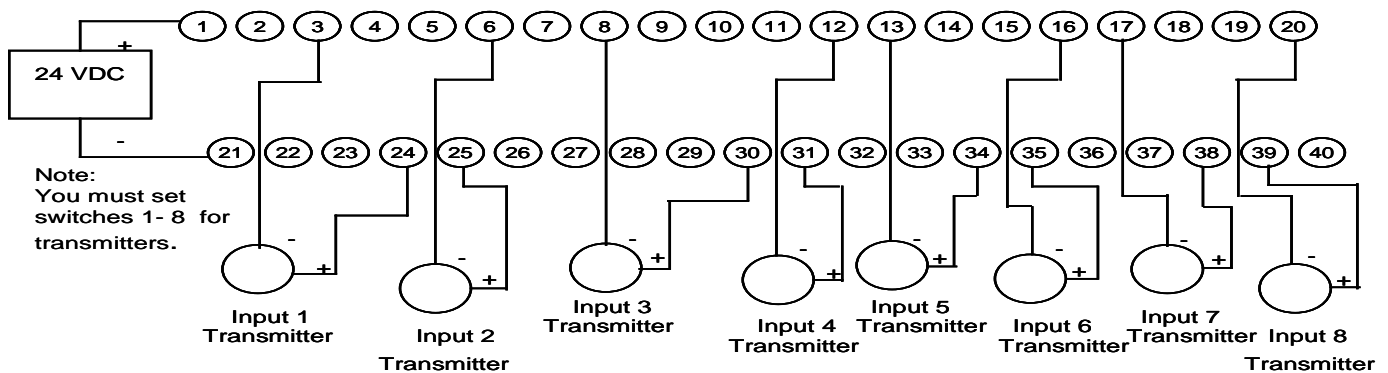 1 2 3 4 5 6 7 8 9 10 11 12 13 14 15 16 17 18 19 20
+
24 VDC
-
21 22 23 24 25 26 27 28 29 30 31 32 33 34 35 36 37 38 39 40
Note:
You must set
switches 1- 8 for
transmitters.
- +
Input 1
Transmitter
- +
Input 2
Transmitter
- +
Input 3
Transmitter
- +
Input 4
Transmitter
- +
Input 5
Transmitter
- +
Input 6
Transmitter
- +
Input 7
Transmitter
- +
Input 8
Transmitter